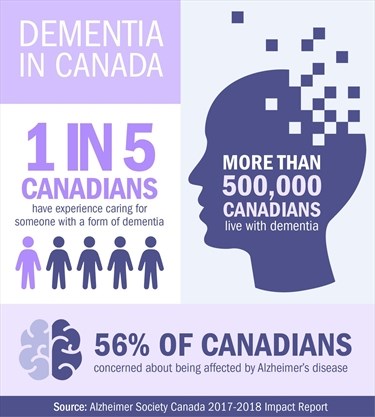 DEMENTIA
IN CANADA
1 IN 5
CANADIANS
have experience caring for
someone with a form of dementia
MORE THAN
500,000
CANADIANS
live with dementia
56% OF CANADIANS
concerned about being affected by Alzheimer's disease
Source: Alzheimer Society Canada 2017-2018 Impact Report